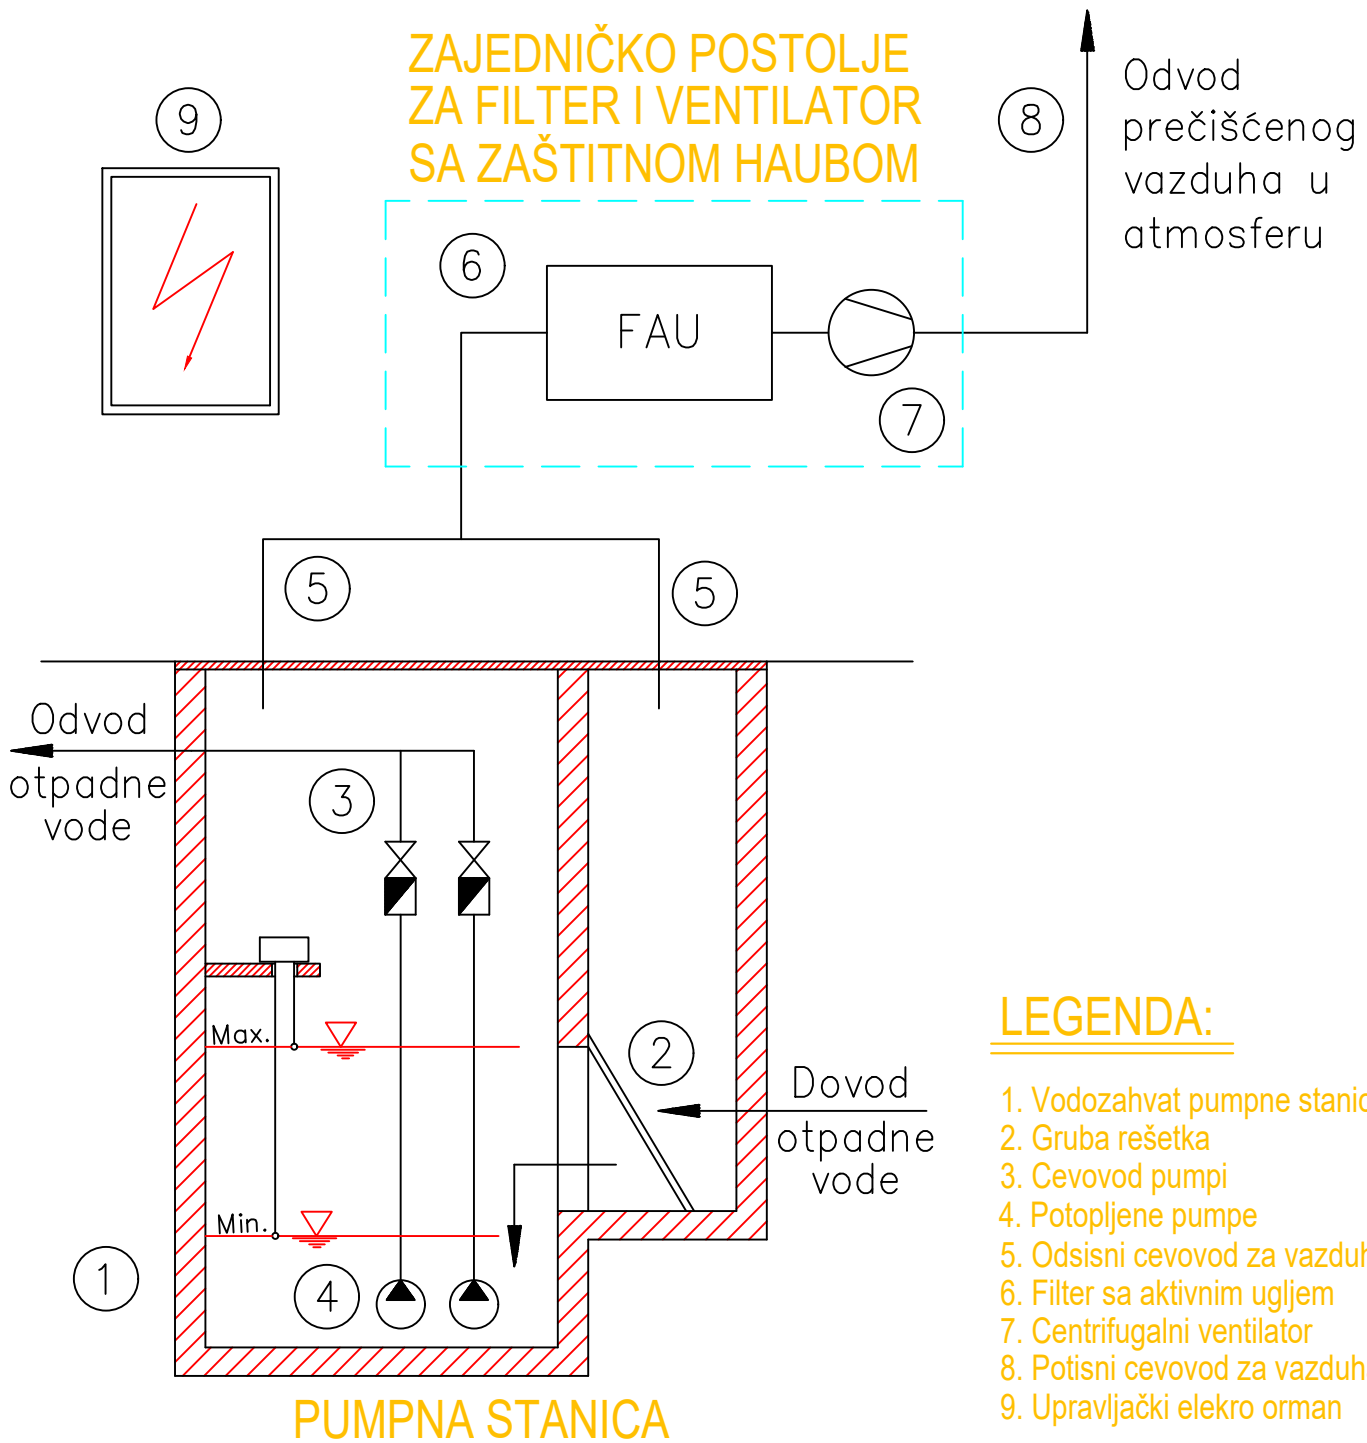 ZAJEDNIČKO POSTOLJE
ZA FILTER I VENTILATOR
SA ZAŠTITNOM HAUBOM
9
8
Odvod
prečišćenog
vazduha u
atmosferu
6
FAU
7
5
5
Odvod
otpadne
vode
3
Max.
2
Dovod
otpadne
vode
Min.
1
4
PUMPNA STANICA
LEGENDA:
1. Vodozahvat pumpne stanic
2. Gruba rešetka
3. Cevovod pumpi
4. Potopljene pumpe
5. Odsisni cevovod za vazduh
6. Filter sa aktivnim ugljem
7. Centrifugalni ventilator
8. Potisni cevovod za vazduh
9. Upravljački elekro orman